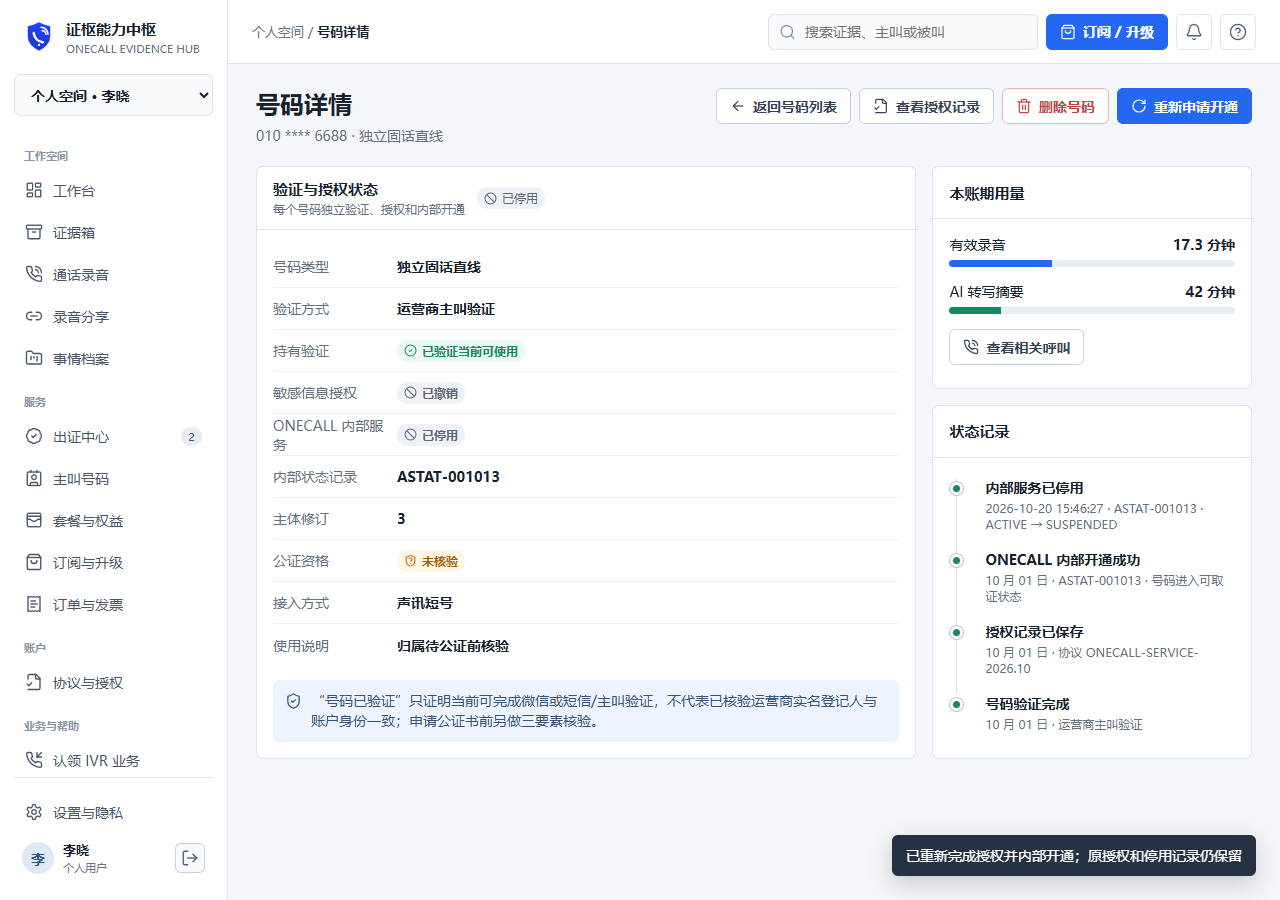 证枢能力中枢
ONECALL EVIDENCE HUB
个人空间 • 李晓
工作空间
工作台
证据箱
通话录音
录音分享
事情档案
服务
出证中心
2
主叫号码
套餐与权益
订阅与升级
订单与发票
账户
协议与授权
业务与帮助
认领 IVR 业务
设置与隐私
李
李晓
个人用户
个人空间 / 号码详情
搜索证据、主叫或被叫
订阅 / 升级
号码详情
010 **** 6688 · 独立固话直线
返回号码列表
查看授权记录
删除号码
重新申请开通
验证与授权状态
每个号码独立验证、授权和内部开通
已停用
号码类型
独立固话直线
验证方式
运营商主叫验证
持有验证
已验证当前可使用
敏感信息授权
已撤销
ONECALL 内部服
务
已停用
内部状态记录
ASTAT-001013
主体修订
3
公证资格
未核验
接入方式
声讯短号
使用说明
归属待公证前核验
“号码已验证”只证明当前可完成微信或短信/主叫验证，不代表已核验运营商实名登记人与
账户身份一致；申请公证书前另做三要素核验。
本账期用量
有效录音
17.3 分钟
AI 转写摘要
42 分钟
查看相关呼叫
状态记录
内部服务已停用
2026-10-20 15:46:27 · ASTAT-001013 ·
ACTIVE → SUSPENDED
ONECALL 内部开通成功
10 月 01 日 · ASTAT-001013 · 号码进入可取
证状态
授权记录已保存
10 月 01 日 · 协议 ONECALL-SERVICE-
2026.10
号码验证完成
10 月 01 日 · 运营商主叫验证
已重新完成授权并内部开通；原授权和停用记录仍保留